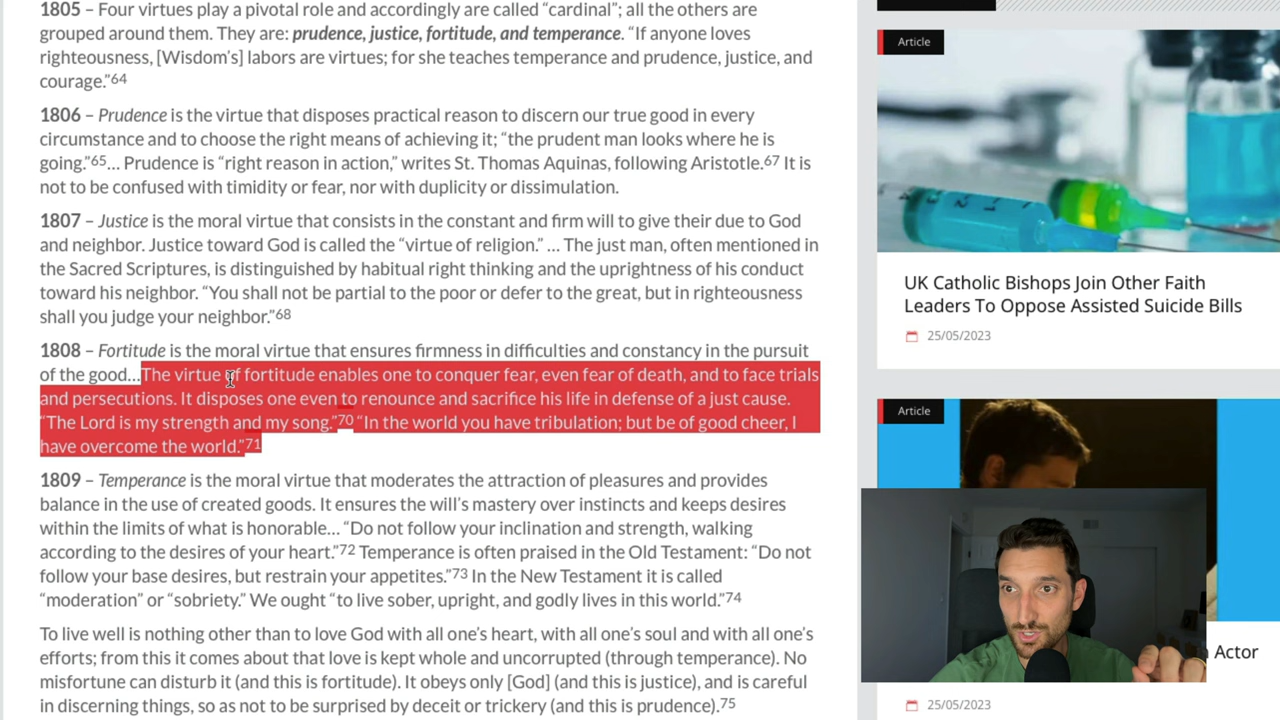 1805 – Four virtues play a pivotal role and accordingly are called “cardinal”; all the others are
grouped around them. They are: prudence, justice, fortitude, and temperance. “If anyone loves
righteousness, [Wisdom's] labors are virtues; for she teaches temperance and prudence, justice, and
courage.”64
1806 – Prudence is the virtue that disposes practical reason to discern our true good in every
circumstance and to choose the right means of achieving it; “the prudent man looks where he is
going.”65… Prudence is “right reason in action,” writes St. Thomas Aquinas, following Aristotle.67 It is
not to be confused with timidity or fear, nor with duplicity or dissimulation.
1807 – Justice is the moral virtue that consists in the constant and firm will to give their due to God
and neighbor. Justice toward God is called the “virtue of religion.” … The just man, often mentioned in
the Sacred Scriptures, is distinguished by habitual right thinking and the uprightness of his conduct
toward his neighbor. “You shall not be partial to the poor or defer to the great, but in righteousness
shall you judge your neighbor.”68
1808 – Fortitude is the moral virtue that ensures firmness in difficulties and constancy in the pursuit
of the good…The virtue of fortitude enables one to conquer fear, even fear of death, and to face trials
and persecutions. It disposes one even to renounce and sacrifice his life in defense of a just cause.
“The Lord is my strength and my song.”70 “In the world you have tribulation; but be of good cheer, I
have overcome the world.”71
1809 – Temperance is the moral virtue that moderates the attraction of pleasures and provides
balance in the use of created goods. It ensures the will's mastery over instincts and keeps desires
within the limits of what is honorable… “Do not follow your inclination and strength, walking
according to the desires of your heart.”72 Temperance is often praised in the Old Testament: “Do not
follow your base desires, but restrain your appetites.”73 In the New Testament it is called
“moderation” or “sobriety.” We ought “to live sober, upright, and godly lives in this world.”74
To live well is nothing other than to love God with all one's heart, with all one's soul and with all one's
efforts; from this it comes about that love is kept whole and uncorrupted (through temperance). No
misfortune can disturb it (and this is fortitude). It obeys only [God] (and this is justice), and is careful
in discerning things, so as not to be surprised by deceit or trickery (and this is prudence).75
Article
UK Catholic Bishops Join Other Faith
Leaders To Oppose Assisted Suicide Bills
25/05/2023
Article
Actor
25/05/2023